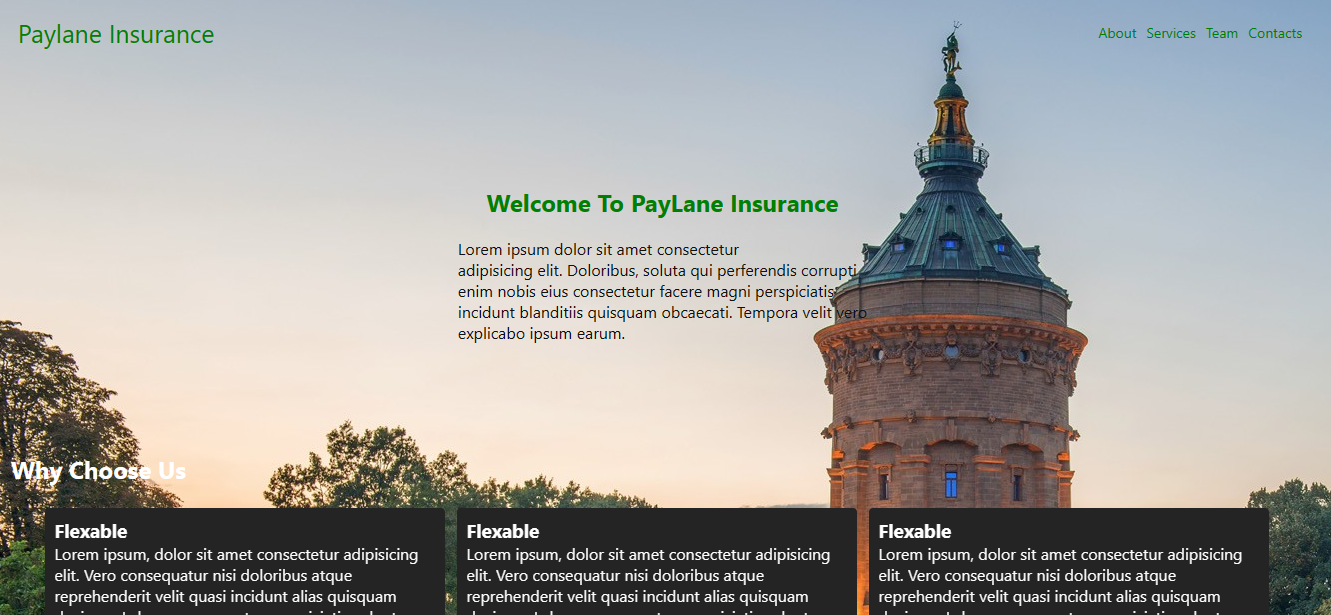 Paylane Insurance
About Services Team Contacts
Welcome To PayLane Insurance
Lorem ipsum dolor sit amet consectetur
adipisicing elit. Doloribus, soluta qui perferendis corrupti
enim nobis eius consectetur facere magni perspiciatis
incidunt blanditiis quisquam obcaecati. Tempora velit vero
explicabo ipsum earum.
Why Choose Us
Flexable
Lorem ipsum, dolor sit amet consectetur adipisicing
elit. Vero consequatur nisi doloribus atque
reprehenderit velit quasi incidunt alias quisquam
Flexable
Lorem ipsum, dolor sit amet consectetur adipisicing
elit. Vero consequatur nisi doloribus atque
reprehenderit velit quasi incidunt alias quisquam
Flexable
Lorem ipsum, dolor sit amet consectetur adipisicing
elit. Vero consequatur nisi doloribus atque
reprehenderit velit quasi incidunt alias quisquam